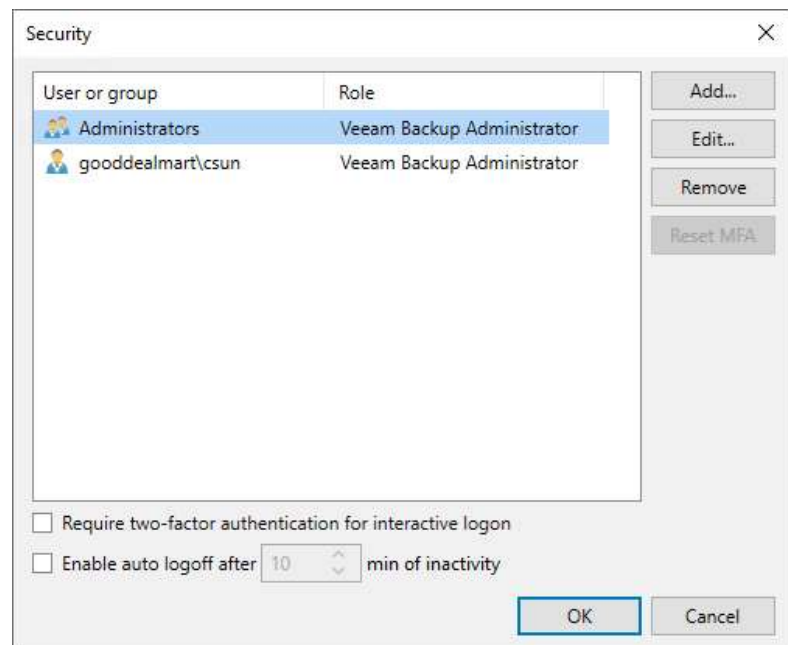 Security
User or group Role
Administrators Veeam Backup Administrator
gooddealmart\csun Veeam Backup Administrator
Add...
Edit...
Remove
Reset MFA
Require two-factor authentication for interactive logon
Enable auto logoff after 10 min of inactivity
OK Cancel